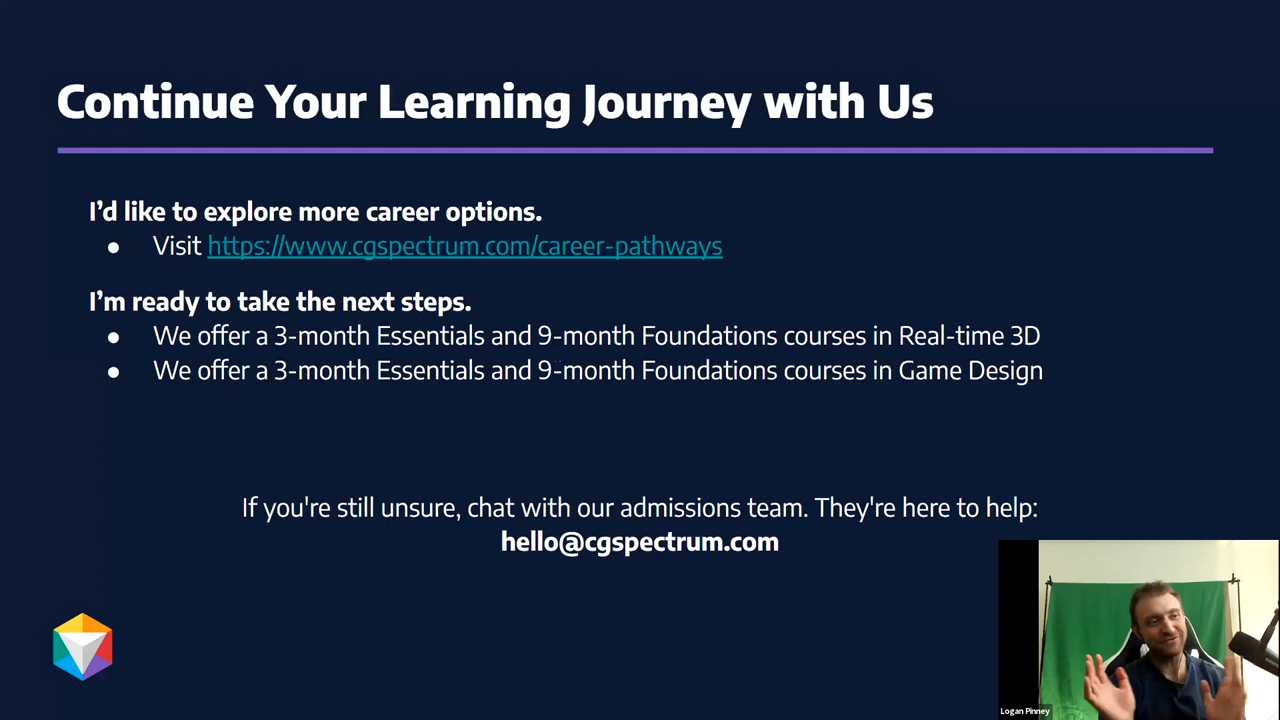 Continue Your Learning Journey with Us
I’d like to explore more career options.
● Visit https://www.cgspectrum.com/career-pathways
I’m ready to take the next steps.
● We offer a 3-month Essentials and 9-month Foundations courses in Real-time 3D
● We offer a 3-month Essentials and 9-month Foundations courses in Game Design
If you're still unsure, chat with our admissions team. They're here to help:
hello@cgspectrum.com
Logan Pinney